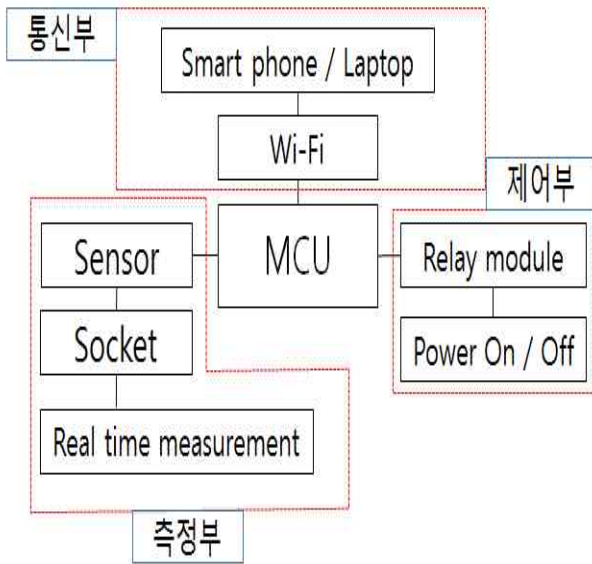 통신부
Smart phone / Laptop
Wi-Fi
제어부
MCU
Sensor
Relay module
Socket
Power On / Off
Real time measurement
측정부